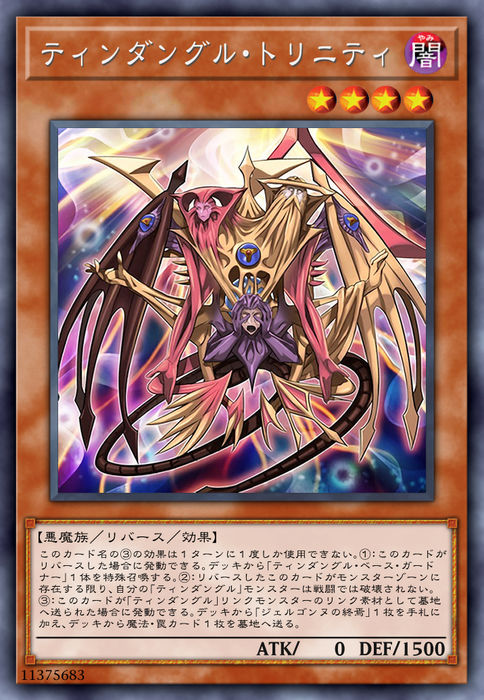 ティンダングル・トリニティ
やみ
闇
【悪魔族／リバース／効果】
このカード名の③の効果は１ターンに１度しか使用できない。①：このカードが
リバースした場合に発動できる。デッキから「ティンダングル・ベース・ガード
ナー」１体を特殊召喚する。②：リバースしたこのカードがモンスターゾーンに
存在する限り、自分の「ティンダングル」モンスターは戦闘では破壊されない。
③：このカードが「ティンダングル」リンクモンスターのリンク素材として墓地
へ送られた場合に発動できる。デッキから「ジェルゴンヌの終焉」１枚を手札に
加え、デッキから魔法・罠カード１枚を墓地へ送る。
ATK/ 0 DEF/1500
11375683